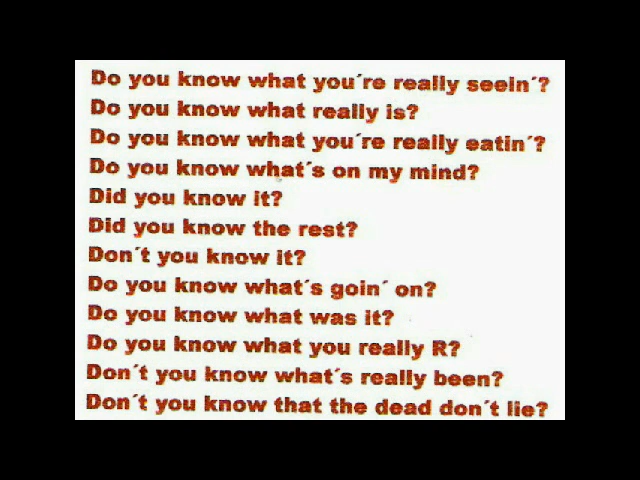 Do you know what you´re really seein´?
Do you know what really is?
Do you know what you´re really eatin´?
Do you know what´s on my mind?
Did you know it?
Did you know the rest?
Don´t you know it?
Do you know what´s goin´ on?
Do you know what was it?
Do you know what you really R?
Don´t you know what´s really been?
Don´t you know that the dead don´t lie?